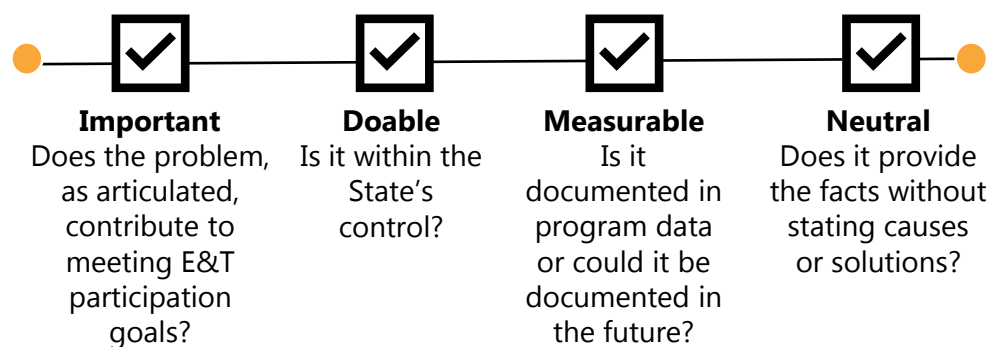 Important
Does the problem,
as articulated,
contribute to
meeting E&T
participation
goals?
Doable
Is it within the
State's
control?
Measurable
Is it
documented in
program data
or could it be
documented in
the future?
Neutral
Does it provide
the facts without
stating causes
or solutions?